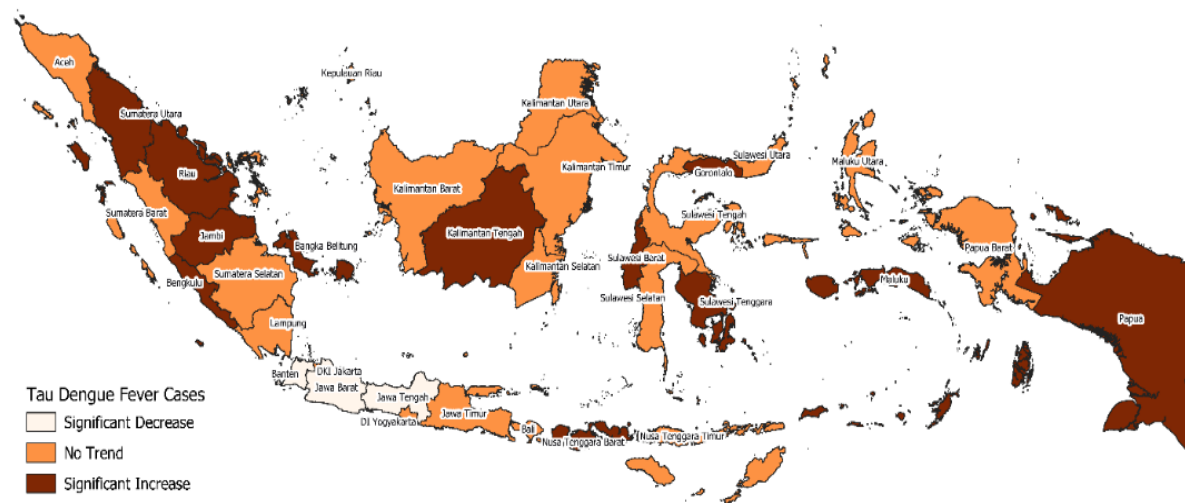 Aceh
Kepulauan Riau
Sumatera Utara
Kalimantan Utara
Riau
Kalimantan Barat
Kalimantan Timur
Gorontalo
Sulawesi Utara
Maluku Utara
Sumatera Barat
Jambi
Bangka Belitung
Kalimantan Tengah
Sulawesi Tengah
Papua Barat
Bengkulu
Sumatera Selatan
Kalimantan Selatan
Sulawesi Barat
Maluku
Lampung
Sulawesi Selatan
Sulawesi Tenggara
Papua
Banten
DKI Jakarta
Jawa Barat
Jawa Tengah
Jawa Timur
DI Yogyakarta
Bali
Nusa Tenggara Barat
Nusa Tenggara Timur
Tau Dengue Fever Cases
Significant Decrease
No Trend
Significant Increase